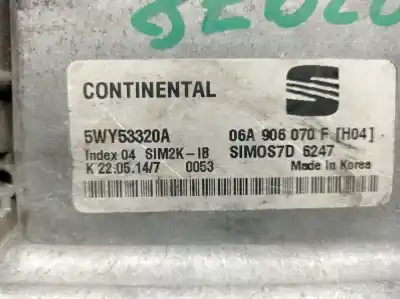 CONTINENTAL
5WY53320A 06A 906 070 F [H04]
Index 04 SIM2K-IB SIMOS7D 6247
K 22.05.14/7 0053 Made in Korea